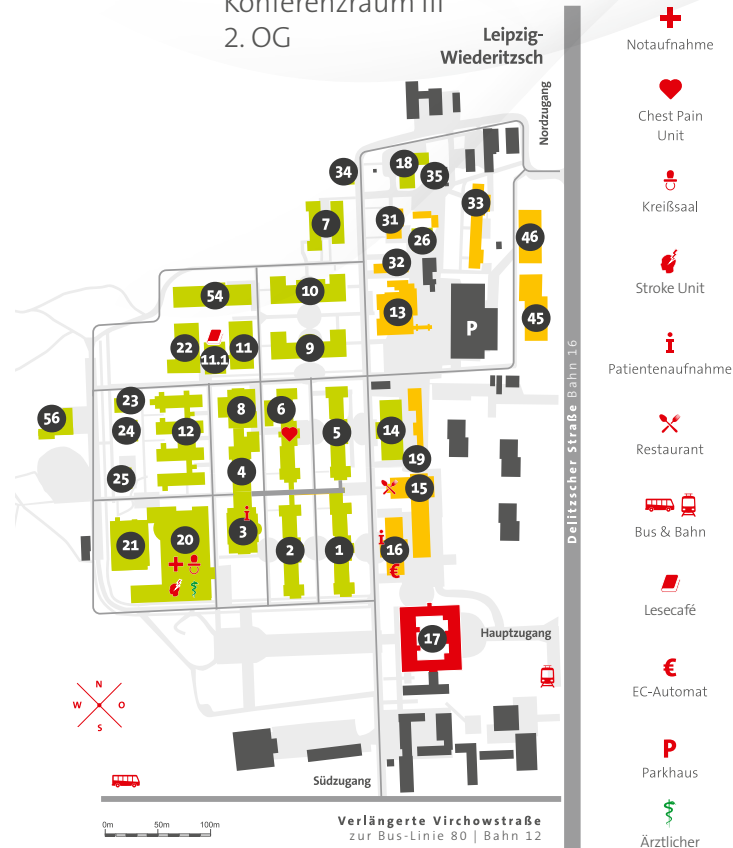 Konferenzraum III
2. OG
Leipzig-
Wiederitzsch
Nordzugang
34
18
35
33
7
31
26
46
32
54
10
13
45
P
22
11.1
11
9
56
23
24
12
25
8
6
4
5
14
19
15
21
20
3
i
2
1
i
16
€
17
Hauptzugang
Delitzscher Straße Bahn 16
N
W
O
S
Südzugang
0m
50m
100m
Verlängerte Virchowstraße
zur Bus-Linie 80 | Bahn 12
Notaufnahme
Chest Pain
Unit
Kreißsaal
Stroke Unit
i
Patientenaufnahme
Restaurant
Bus & Bahn
Lesecafé
€
EC-Automat
P
Parkhaus
Ärztlicher